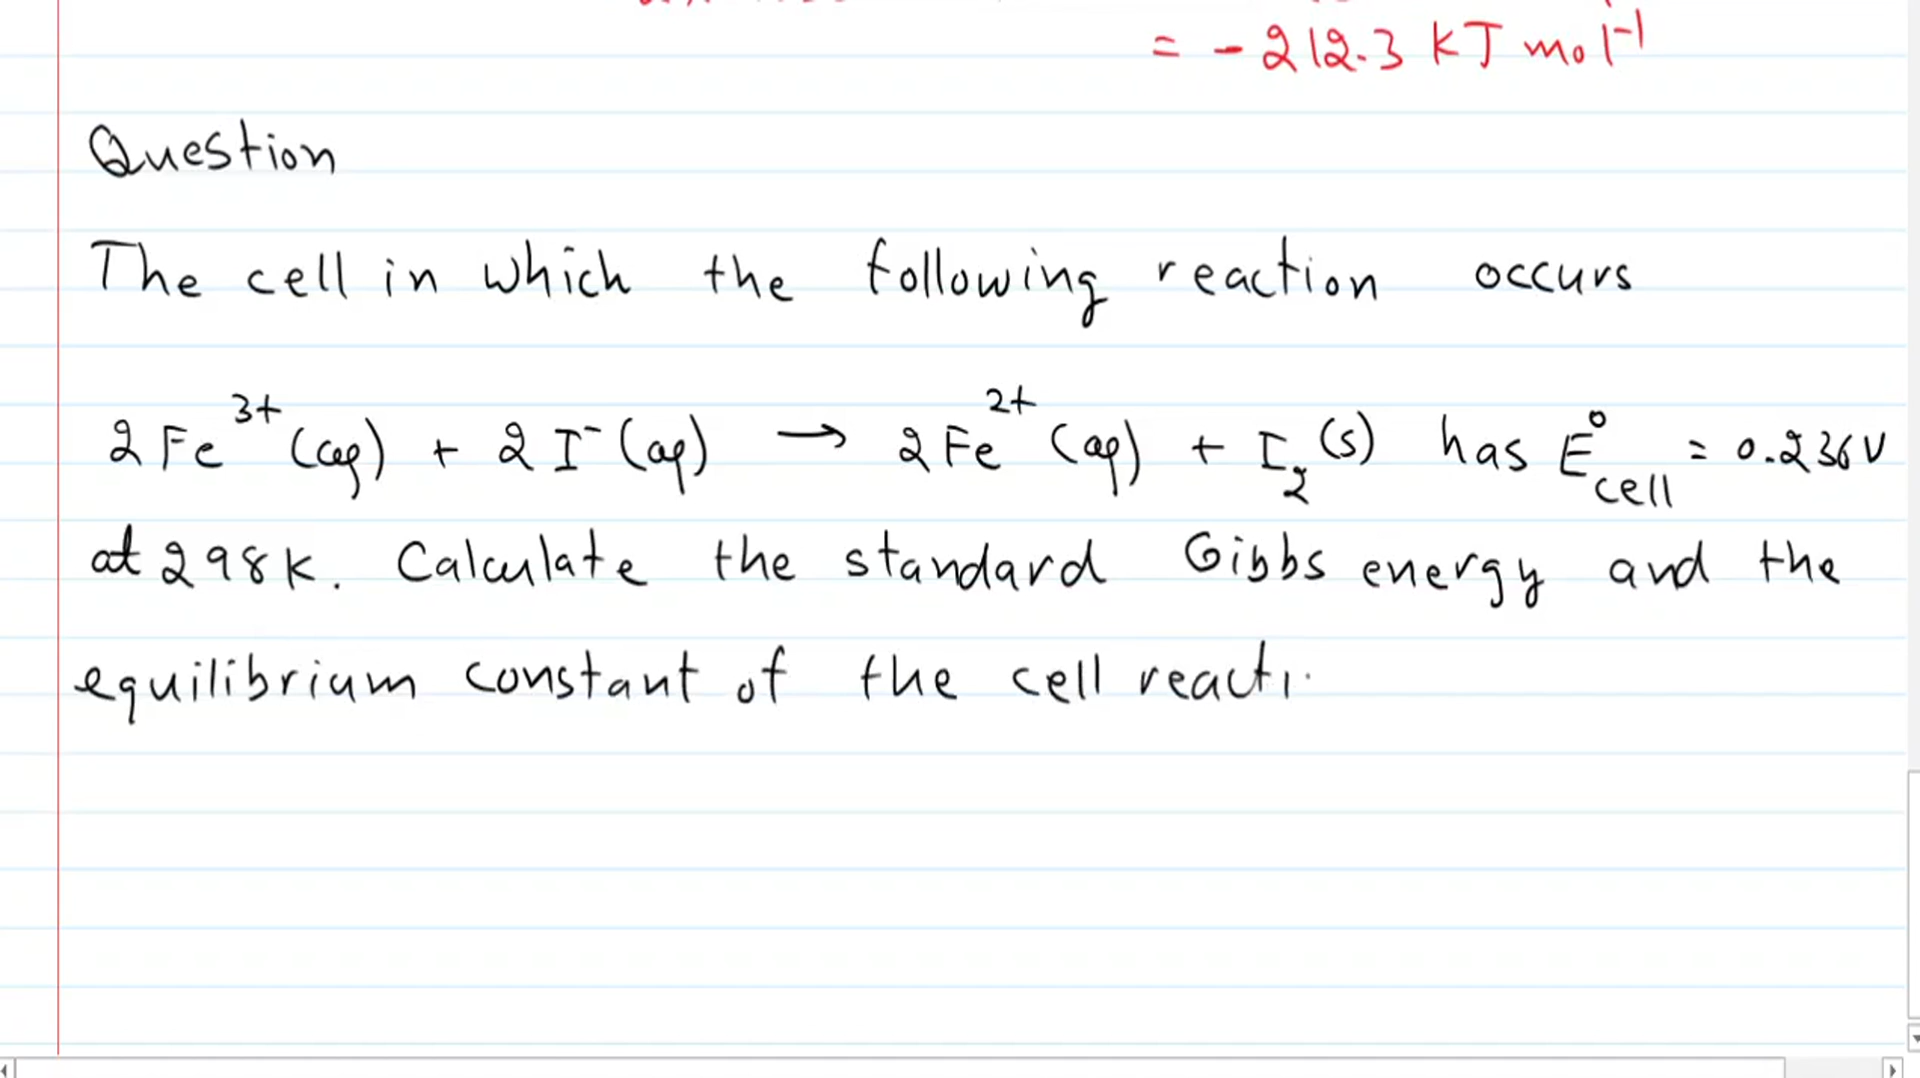 = - 212.3 KJ mol⁻¹
Question
The cell in which the following reaction occurs
2Fe³⁺(aq) + 2I⁻(aq) → 2Fe²⁺(aq) + I₂(s) has E⁰cell = 0.236V
at 298K. Calculate the standard Gibbs energy and the
equilibrium constant of the cell reacti